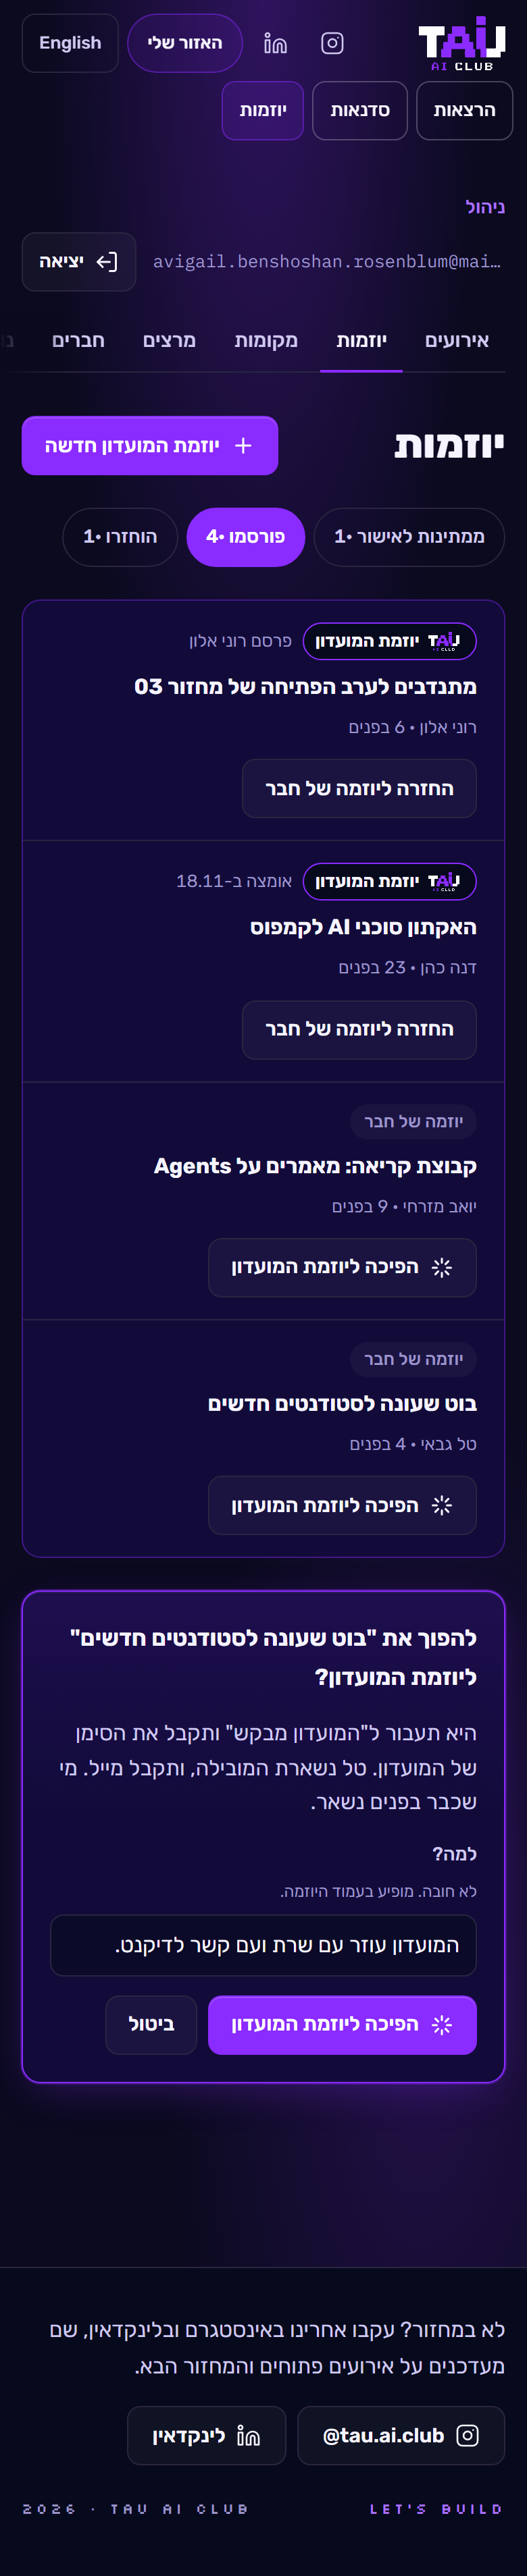 TAU
AI CLUB
האזור שלי
English
הרצאות
סדנאות
יוזמות
ניהול
avigail.benshoshan.rosenblum@mai...
יציאה
אירועים
יוזמות
מקומות
מרצים
חברים
יוזמות
יוזמת המועדון חדשה
ממתינות לאישור · 1
פורסמו · 4
הוחזרו · 1
יוזמת המועדון פרסם רוני אלון
מתנדבים לערב הפתיחה של מחזור 03
רוני אלון • 6 בפנים
החזרה ליוזמה של חבר
יוזמת המועדון אומצה ב-18.11
האקתון סוכני AI לקמפוס
דנה כהן • 23 בפנים
החזרה ליוזמה של חבר
יוזמה של חבר
קבוצת קריאה: מאמרים על Agents
יואב מזרחי • 9 בפנים
הפיכה ליוזמת המועדון
יוזמה של חבר
בוט שעונה לסטודנטים חדשים
טל גבאי • 4 בפנים
הפיכה ליוזמת המועדון
להפוך את "בוט שעונה לסטודנטים חדשים"
ליוזמת המועדון?
היא תעבור ל"המועדון מבקש" ותקבל את הסימן
של המועדון. טל נשארת המובילה, ותקבל מייל. מי
שכבר בפנים נשאר.
למה?
לא חובה. מופיע בעמוד היוזמה.
המועדון עוזר עם שרת ועם קשר לדיקנט.
הפיכה ליוזמת המועדון
ביטול
לא במחזור? עקבו אחרינו באינסטגרם ובלינקדאין, שם
מעדכנים על אירועים פתוחים והמחזור הבא.
@tau.ai.club
לינקדאין
LET'S BUILD
2026 · TAU AI CLUB